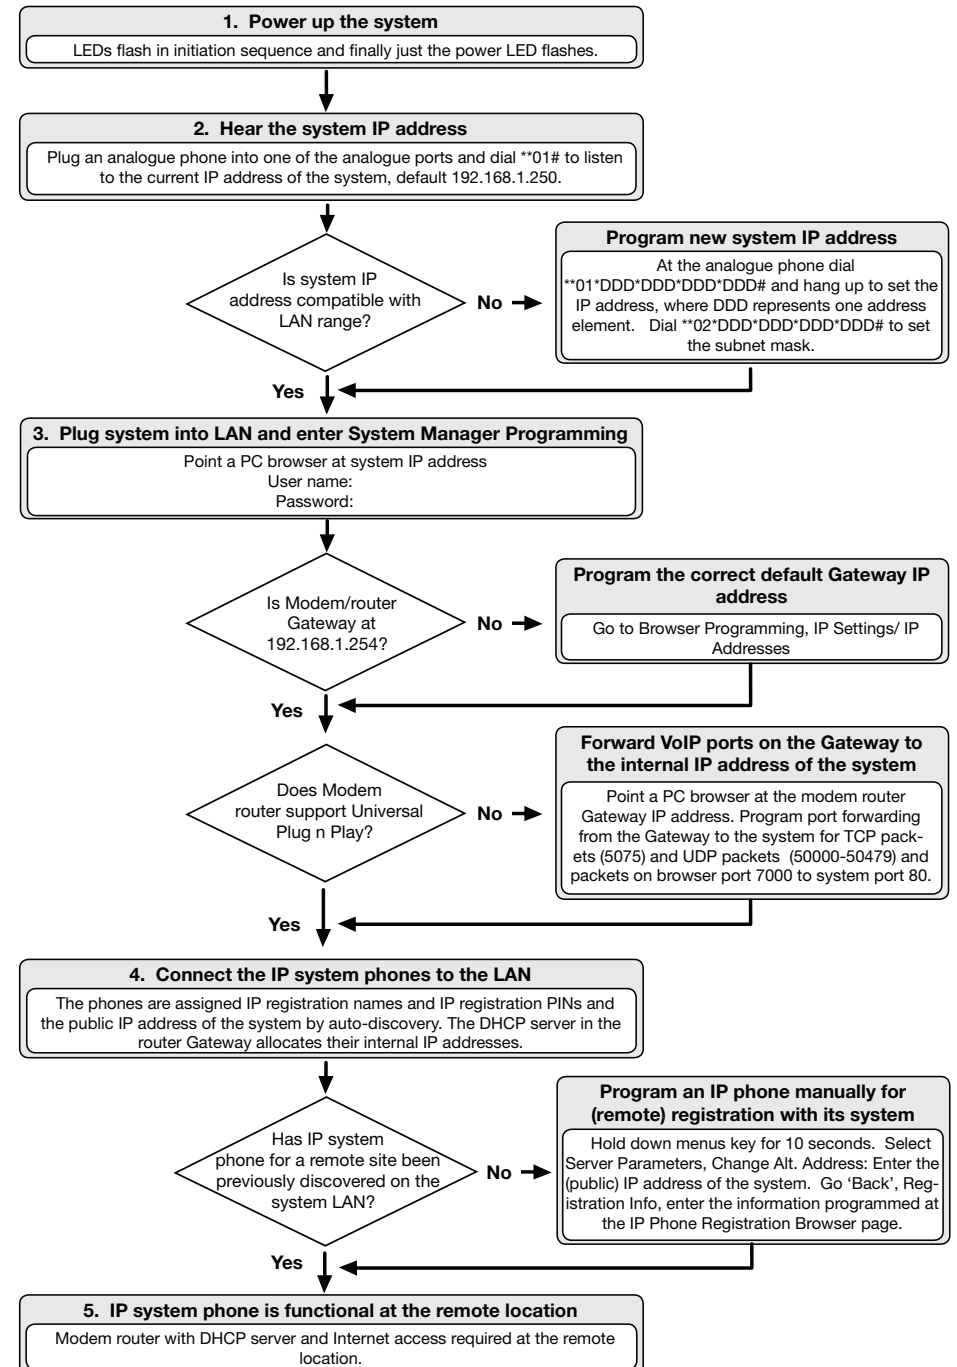 1. Power up the system
LEDs flash in initiation sequence and finally just the power LED flashes.
2. Hear the system IP address
Plug an analogue phone into one of the analogue ports and dial **01# to listen
to the current IP address of the system, default 192.168.1.250.
Is system IP
address compatible with
LAN range?
No
Program new system IP address
At the analogue phone dial
**01*DDD*DDD*DDD*DDD# and hang up to set the
IP address, where DDD represents one address
element. Dial **02*DDD*DDD*DDD*DDD# to set
the subnet mask.
Yes
3. Plug system into LAN and enter System Manager Programming
Point a PC browser at system IP address
User name:
Password:
Is Modem/router
Gateway at
192.168.1.254?
No
Program the correct default Gateway IP
address
Go to Browser Programming, IP Settings/ IP
Addresses
Yes
Does Modem
router support Universal
Plug n Play?
No
Forward VoIP ports on the Gateway to
the internal IP address of the system
Point a PC browser at the modem router
Gateway IP address. Program port forwarding
from the Gateway to the system for TCP pack-
ets (5075) and UDP packets (50000-50479) and
packets on browser port 7000 to system port 80.
Yes
4. Connect the IP system phones to the LAN
The phones are assigned IP registration names and IP registration PINs and
the public IP address of the system by auto-discovery. The DHCP server in the
router Gateway allocates their internal IP addresses.
Has IP system
phone for a remote site been
previously discovered on the
system LAN?
No
Program an IP phone manually for
(remote) registration with its system
Hold down menus key for 10 seconds. Select
Server Parameters, Change Alt. Address: Enter the
(public) IP address of the system. Go ‘Back’, Reg-
istration Info, enter the information programmed at
the IP Phone Registration Browser page.
Yes
5. IP system phone is functional at the remote location
Modem router with DHCP server and Internet access required at the remote
location.